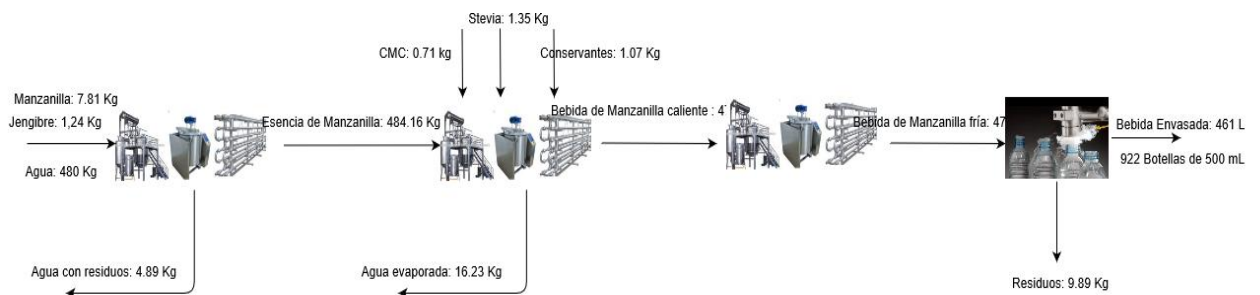 Stevia: 1.35 Kg
CMC: 0.71 kg
Conservantes: 1.07 Kg
Manzanilla: 7.81 Kg
Jengibre: 1,24 Kg
Agua: 480 Kg
Esencia de Manzanilla: 484.16 Kg
Bebida de Manzanilla caliente : 4
Bebida de Manzanilla fría: 47
Bebida Envasada: 461 L
922 Botellas de 500 mL
Agua con residuos: 4.89 Kg
Agua evaporada: 16.23 Kg
Residuos: 9.89 Kg